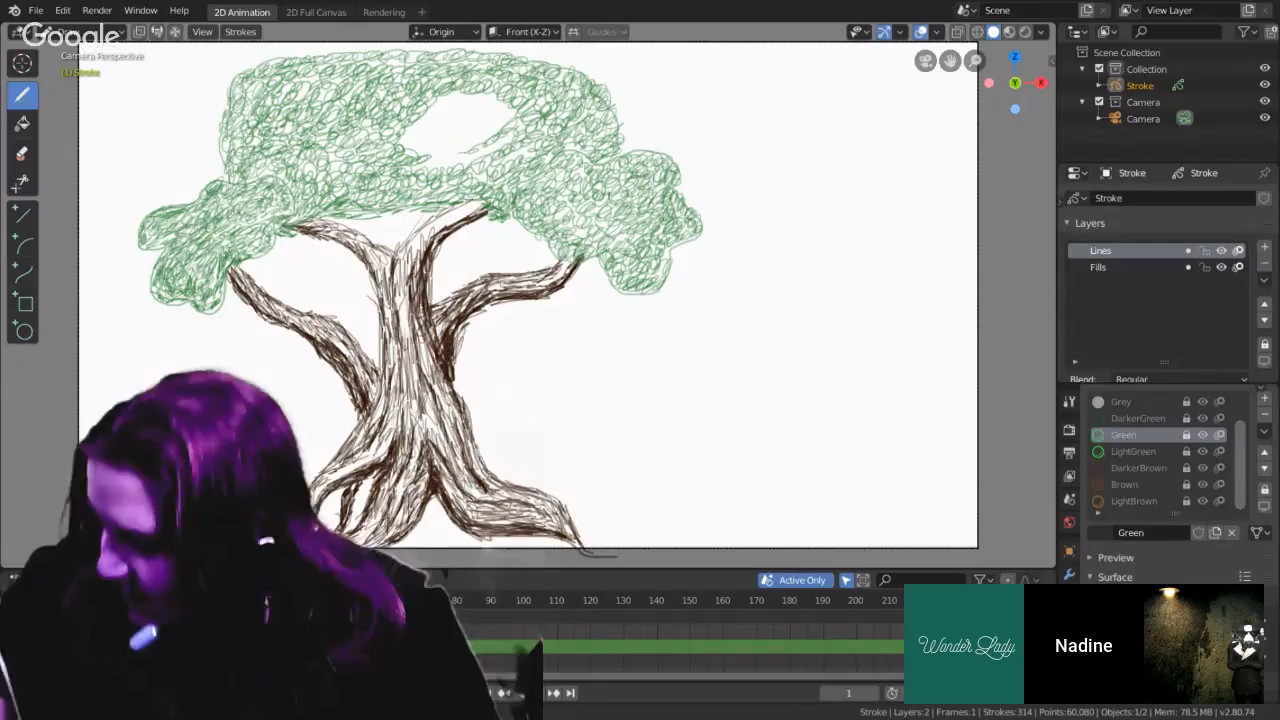 File Edit Render Window Help 2D Animation 2D Full Canvas Rendering + Scene View Layer
Google
View Strokes Origin Front (X-Z) Guides
Camera Perspective
(1) Stroke
Z
Y X
Scene Collection
Collection
Stroke
Camera
Camera
Stroke Stroke
Stroke
Layers
Lines
Fills
Blend: Regular
Grey
DarkerGreen
Green
LightGreen
DarkerBrown
Brown
LightBrown
Green
Preview
Surface
Active Only
80 90 100 110 120 130 140 150 160 170 180 190 200 210
Wonder Lady
Nadine
1
Stroke | Layers:2 | Frames:1 | Strokes:314 | Points:60,080 | Objects:1/2 | Mem: 78.5 MB | v2.80.74